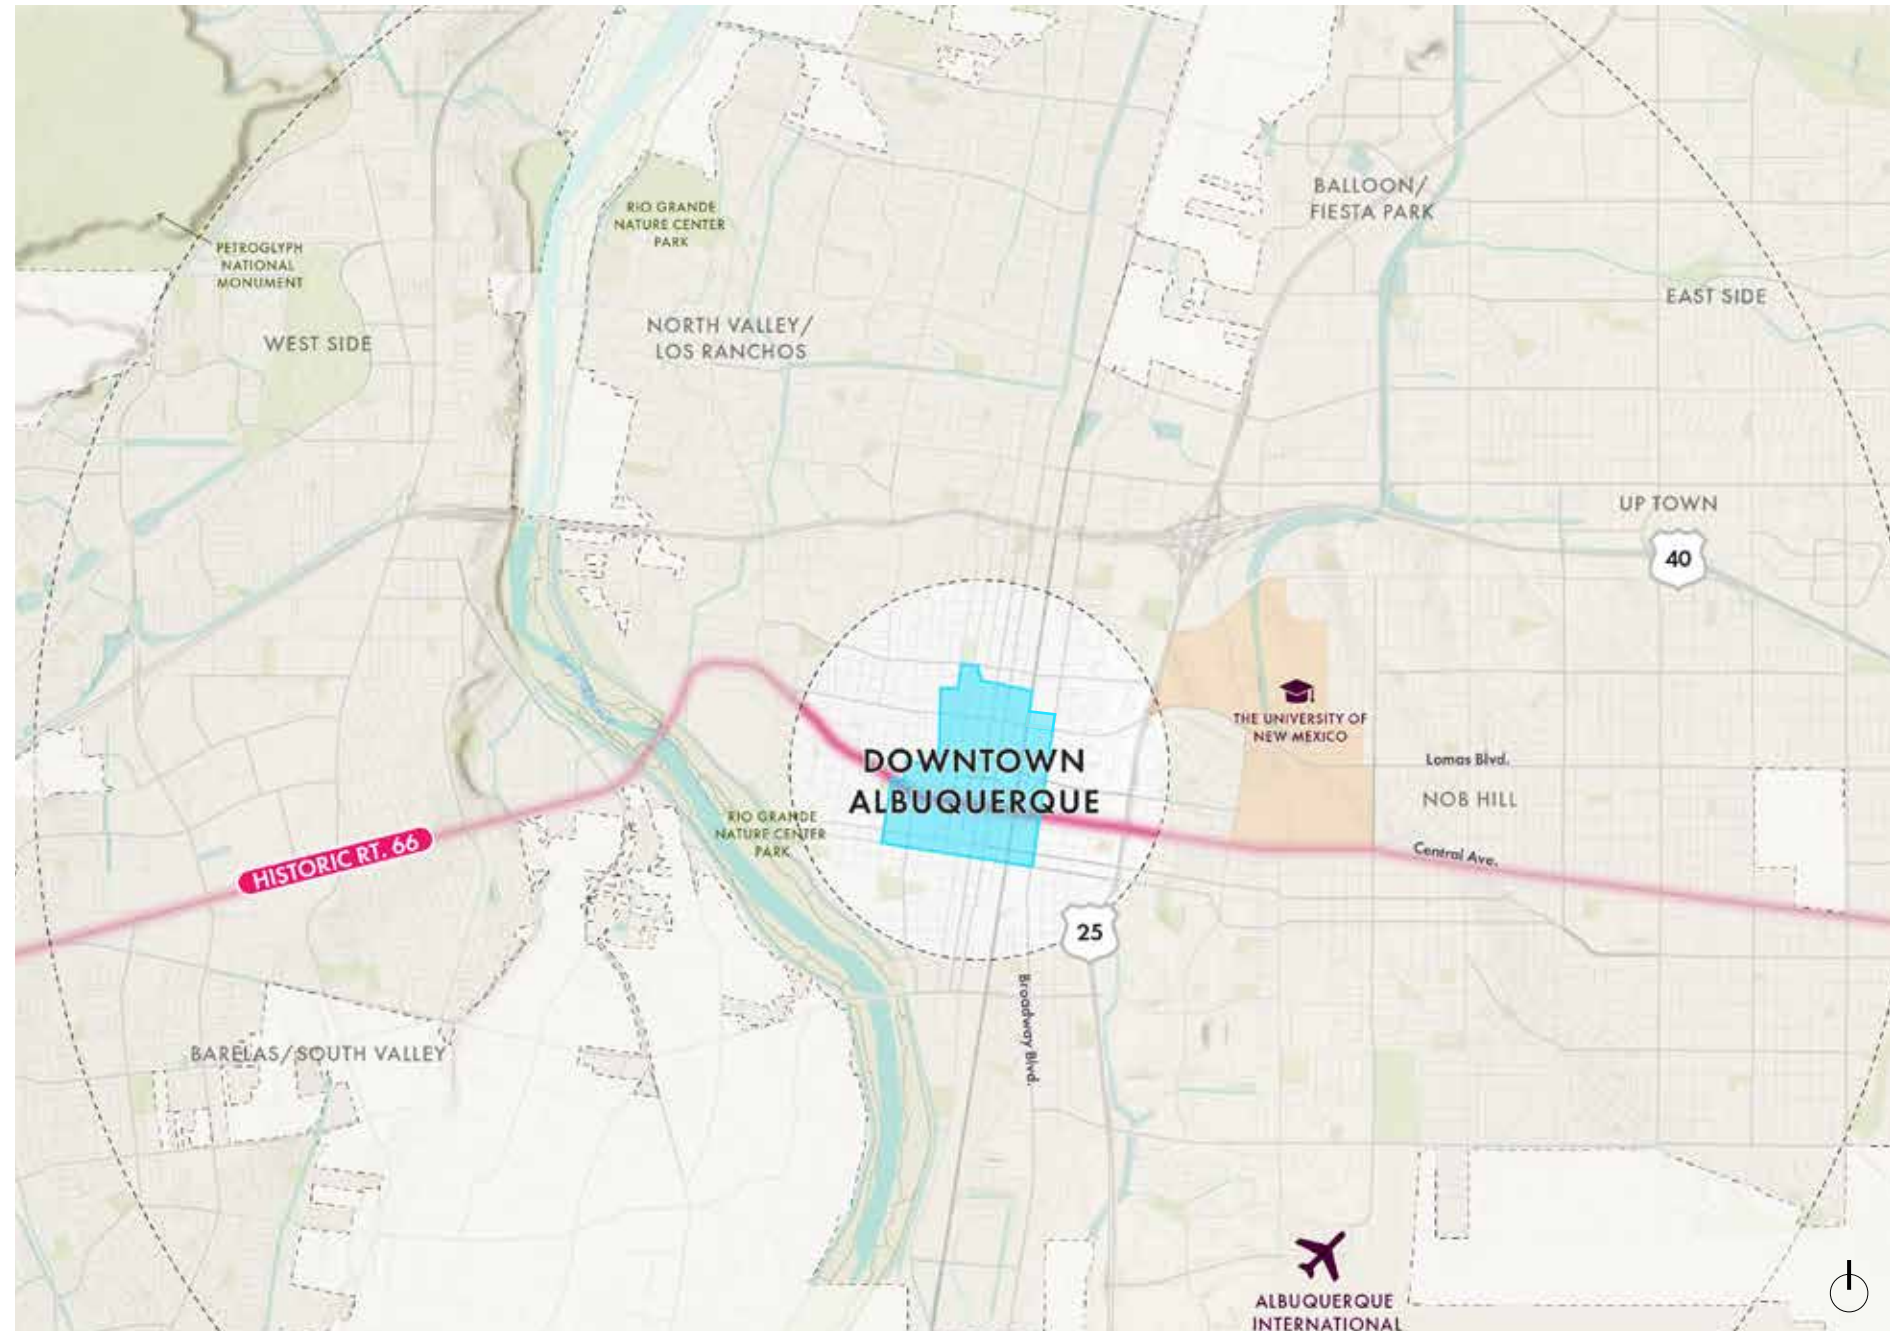 BALLOON/
FIESTA PARK
RIO GRANDE
NATURE CENTER
PARK
PETROGLYPH
NATIONAL
MONUMENT
EAST SIDE
NORTH VALLEY/
LOS RANCHOS
WEST SIDE
UP TOWN
40
THE UNIVERSITY OF
NEW MEXICO
DOWNTOWN
ALBUQUERQUE
Lomas Blvd.
NOB HILL
RIO GRANDE
NATURE CENTER
PARK
HISTORIC RT. 66
Central Ave.
25
Broadway Blvd.
BARELAS/SOUTH VALLEY
ALBUQUERQUE
INTERNATIONAL